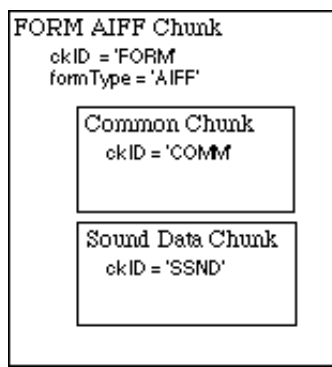 FORM AIFF Chunk
ckID = 'FORM'
formType = 'AIFF'
Common Chunk
ckID = 'COMM'
Sound Data Chunk
ckID = 'SSND'